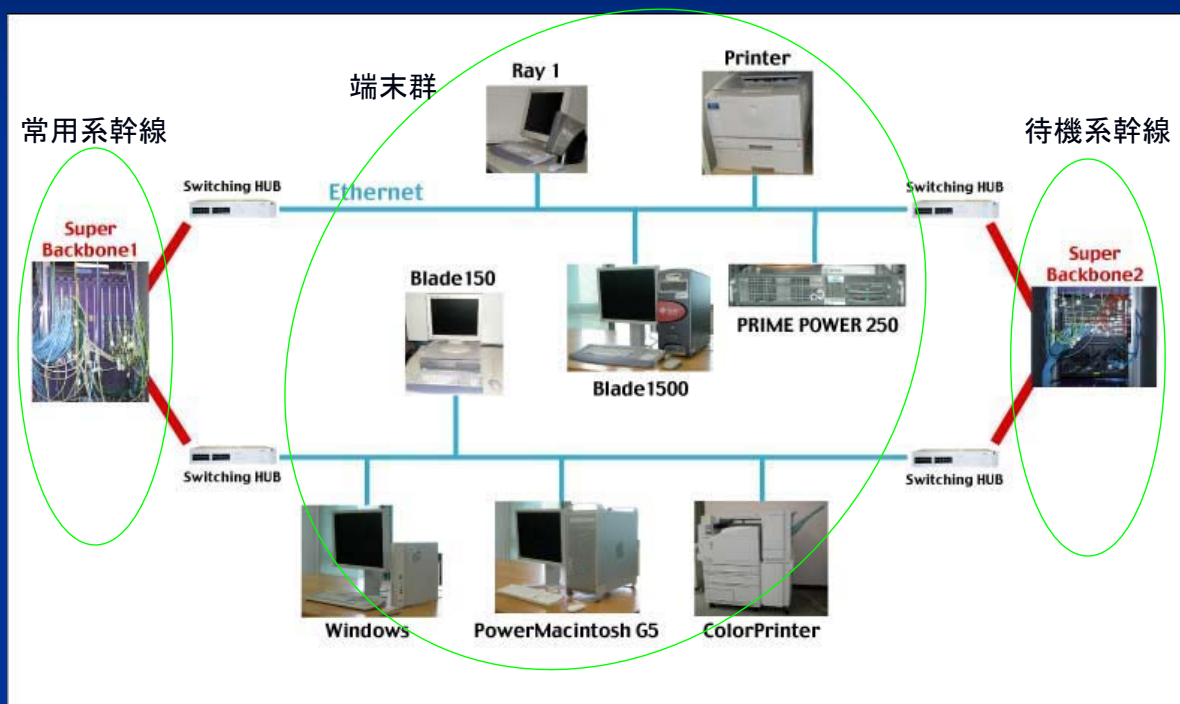 端末群
Ray 1
Printer
常用系幹線
待機系幹線
Switching HUB
Ethernet
Switching HUB
Super
Backbone1
Super
Backbone2
Blade150
PRIME POWER 250
Blade1500
Switching HUB
Switching HUB
Windows
PowerMacintosh G5
ColorPrinter